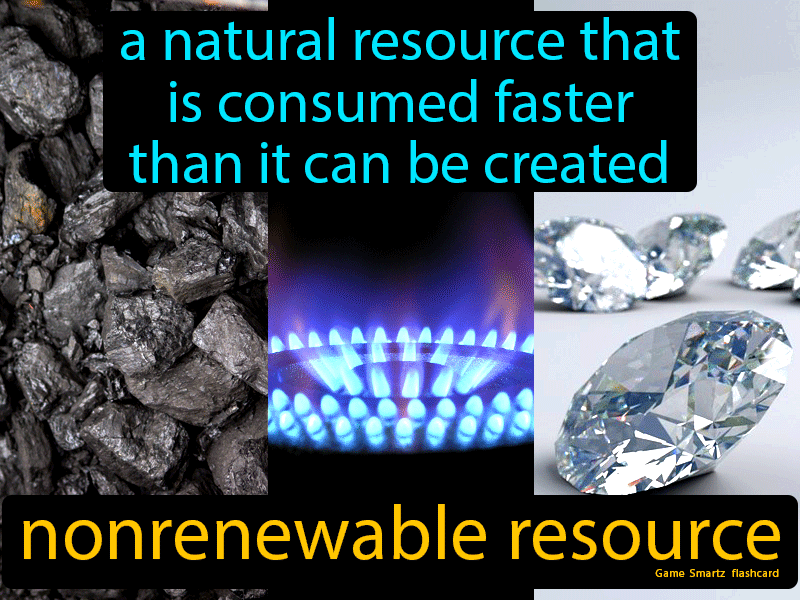 a natural resource that
is consumed faster
than it can be created
nonrenewable resource
Game Smartz flashcard